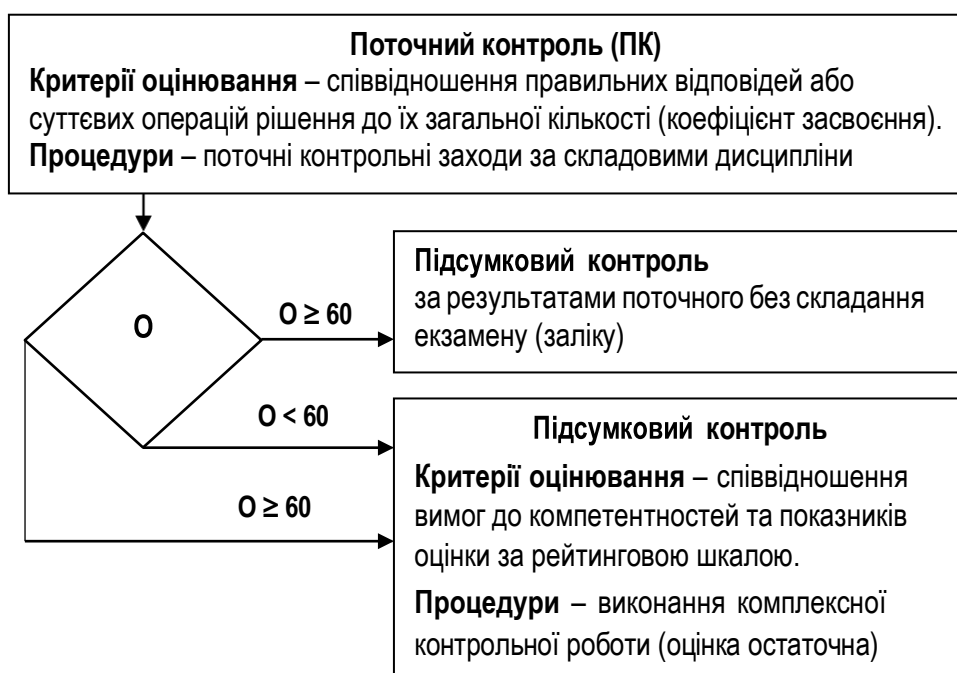 Поточний контроль (ПК)
Критерії оцінювання – співвідношення правильних відповідей або
суттєвих операцій рішення до їх загальної кількості (коефіцієнт засвоєння).
Процедури – поточні контрольні заходи за складовими дисципліни
О
О ≥ 60
Підсумковий контроль
за результатами поточного без складання
екзамену (заліку)
О < 60
О ≥ 60
Підсумковий контроль
Критерії оцінювання – співвідношення
вимог до компетентностей та показників
оцінки за рейтинговою шкалою.
Процедури – виконання комплексної
контрольної роботи (оцінка остаточна)